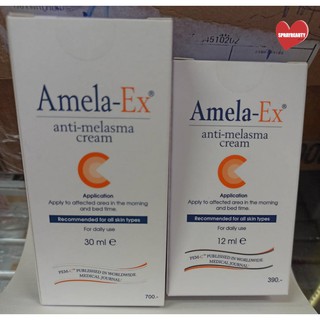 SPMYBEAUTY
Amela-Ex®
anti-melasma
cream
Application
Apply to affected area in the morning
and bed time.
Recommended for all skin types
For daily use
30 ml ℮
PUBLISHED IN WORLDWIDE
MEDICAL JOURNAL
700.-
Amela-Ex®
anti-melasma
cream
Application
Apply to affected area in the morning
and bed time.
Recommended for all skin types
For daily use
12 ml ℮
PUBLISHED IN WORLDWIDE
MEDICAL JOURNAL
390.-